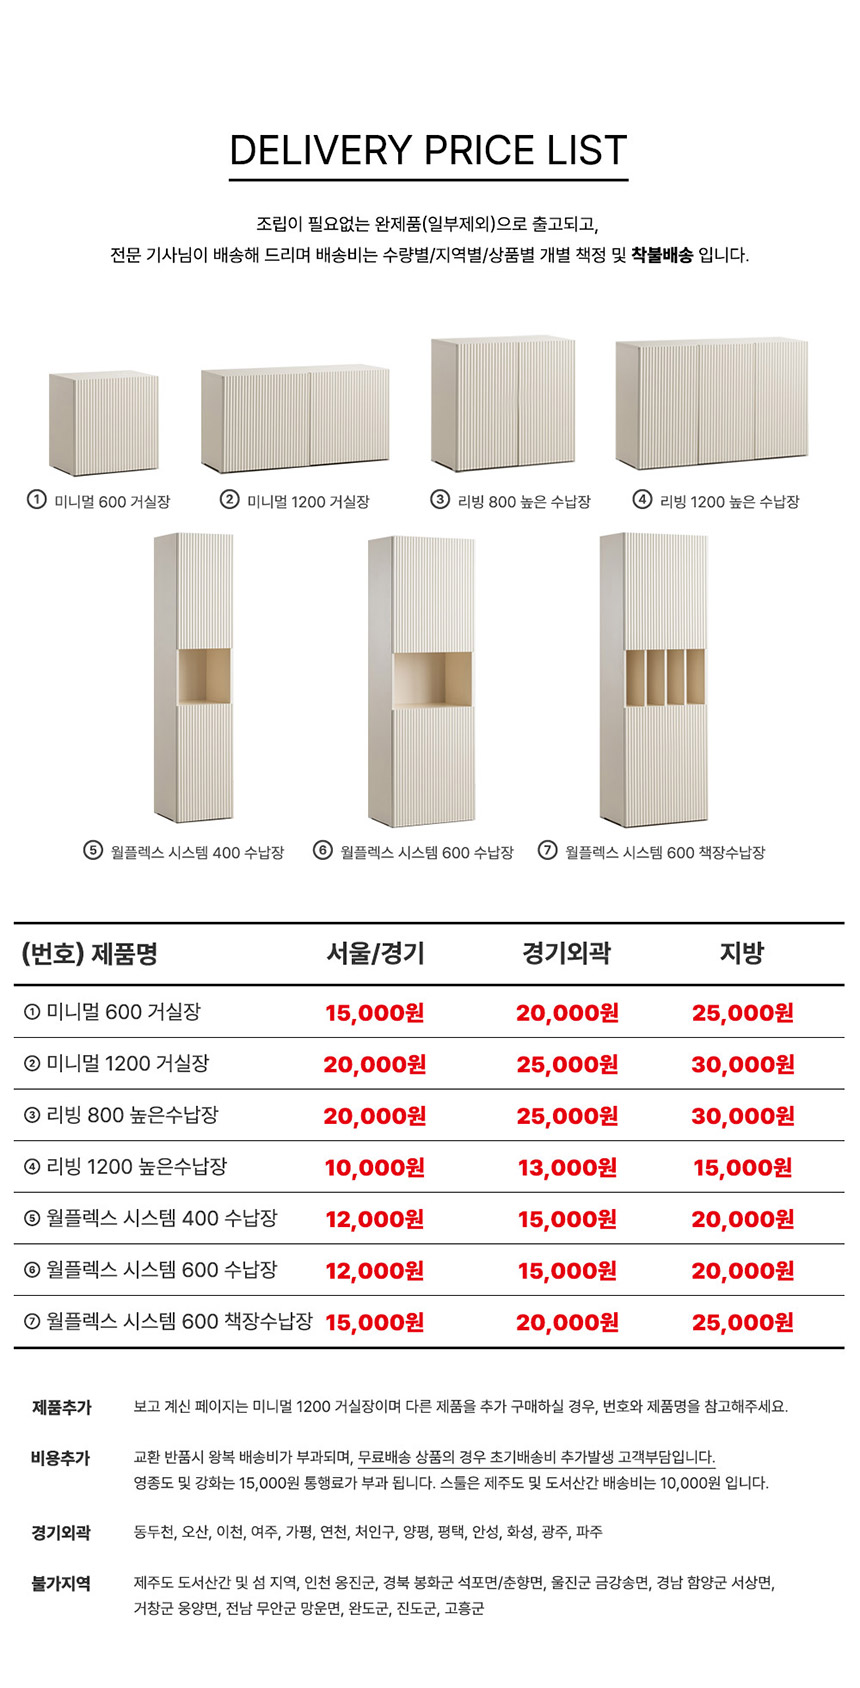 DELIVERY PRICE LIST
조립이 필요없는 완제품(일부제외)으로 출고되고,
전문 기사님이 배송해 드리며 배송비는 수량별/지역별/상품별 개별 책정 및 착불배송 입니다.
① 미니멀 600 거실장
② 미니멀 1200 거실장
③ 리빙 800 높은 수납장
④ 리빙 1200 높은 수납장
⑤ 월플렉스 시스템 400 수납장
⑥ 월플렉스 시스템 600 수납장
⑦ 월플렉스 시스템 600 책장수납장
(번호) 제품명 서울/경기 경기외곽 지방
① 미니멀 600 거실장 15,000원 20,000원 25,000원
② 미니멀 1200 거실장 20,000원 25,000원 30,000원
③ 리빙 800 높은수납장 20,000원 25,000원 30,000원
④ 리빙 1200 높은수납장 10,000원 13,000원 15,000원
⑤ 월플렉스 시스템 400 수납장 12,000원 15,000원 20,000원
⑥ 월플렉스 시스템 600 수납장 12,000원 15,000원 20,000원
⑦ 월플렉스 시스템 600 책장수납장 15,000원 20,000원 25,000원
제품추가 보고 계신 페이지는 미니멀 1200 거실장이며 다른 제품을 추가 구매하실 경우, 번호와 제품명을 참고해주세요.
비용추가 교환 반품시 왕복 배송비가 부과되며, 무료배송 상품의 경우 초기배송비 추가발생 고객부담입니다.
영종도 및 강화는 15,000원 통행료가 부과 됩니다. 스툴은 제주도 및 도서산간 배송비는 10,000원 입니다.
경기외곽 동두천, 오산, 이천, 여주, 가평, 연천, 처인구, 양평, 평택, 안성, 화성, 광주, 파주
불가지역 제주도 도서산간 및 섬 지역, 인천 옹진군, 경북 봉화군 석포면/춘향면, 울진군 금강송면, 경남 함양군 서상면,
거창군 웅양면, 전남 무안군 망운면, 완도군, 진도군, 고흥군